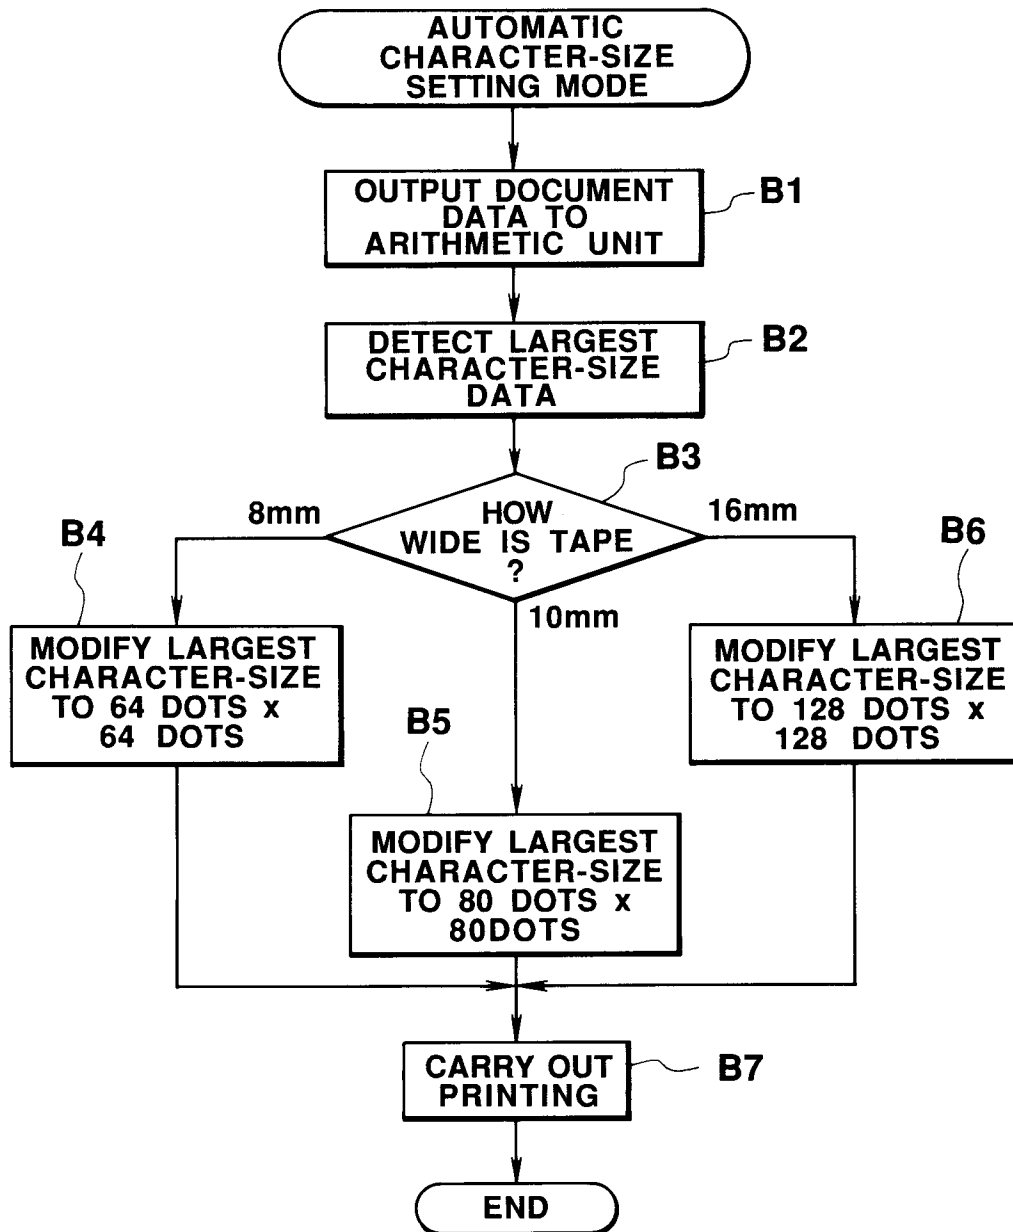 AUTOMATIC
CHARACTER-SIZE
SETTING MODE
OUTPUT DOCUMENT
DATA TO
ARITHMETIC UNIT
B1
DETECT LARGEST
CHARACTER-SIZE
DATA
B2
B3
HOW
WIDE IS TAPE
?
8mm
10mm
16mm
B4
MODIFY LARGEST
CHARACTER-SIZE
TO 64 DOTS x
64 DOTS
B5
MODIFY LARGEST
CHARACTER-SIZE
TO 80 DOTS x
80DOTS
B6
MODIFY LARGEST
CHARACTER-SIZE
TO 128 DOTS x
128 DOTS
CARRY OUT
PRINTING
B7
END